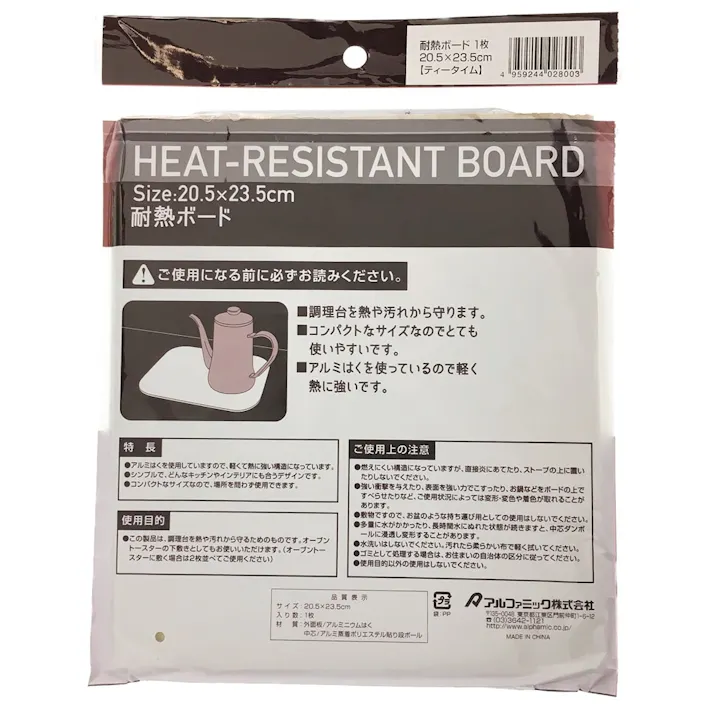 耐熱ボード 1枚
20.5×23.5cm
【ティータイム】
4 959244 028003
HEAT-RESISTANT BOARD
Size:20.5×23.5cm
耐熱ボード
ご使用になる前に必ずお読みください。
■調理台を熱や汚れから守ります。
■コンパクトなサイズなのでとても
使いやすいです。
■アルミはくを使っているので軽く
熱に強いです。
特長
●アルミはくを使用していますので、軽くて熱に強い構造になっています。
●シンプルで、どんなキッチンやインテリアにも合うデザインです。
●コンパクトなサイズなので、場所を問わず使用できます。
使用目的
●この製品は、調理台を熱や汚れから守るためのものです。オーブン
トースターの下敷きとしてもお使いいただけます。(オーブントー
スターに敷く場合は2枚並べてご使用ください)
ご使用上の注意
●燃えにくい構造になっていますが、直接炎にあてたり、ストーブの上に置い
たりしないでください。
●強い衝撃を与えたり、表面を強い力でこすったり、お鍋などをボードの上で
すべらせたりなど、ご使用状況によっては変形・変色や着色が取れることが
あります。
●敷物ですので、お盆のような持ち運び用としての使用はしないでください。
●多量に水がかかったり、長時間水にぬれた状態が続きますと、中芯ダンボ
ールに浸透し変形することがあります。
●水洗いはしないでください。汚れたら柔らかい布で軽く拭いてください。
●ゴミとして処理する場合は、お住まいの自治体の区分に従ってください。
●使用目的以外の使用はしないでください。
品質表示
サイズ：20.5×23.5cm
入り数：1枚
材質：外面板/アルミニウムはく
中芯/アルミ蒸着ポリエステル貼り段ボール
プラ
袋:PP
アルファミック株式会社
〒135-0048 東京都江東区門前仲町1-6-12
☎(03)3642-1121
http://www.alphamic.co.jp/
MADE IN CHINA